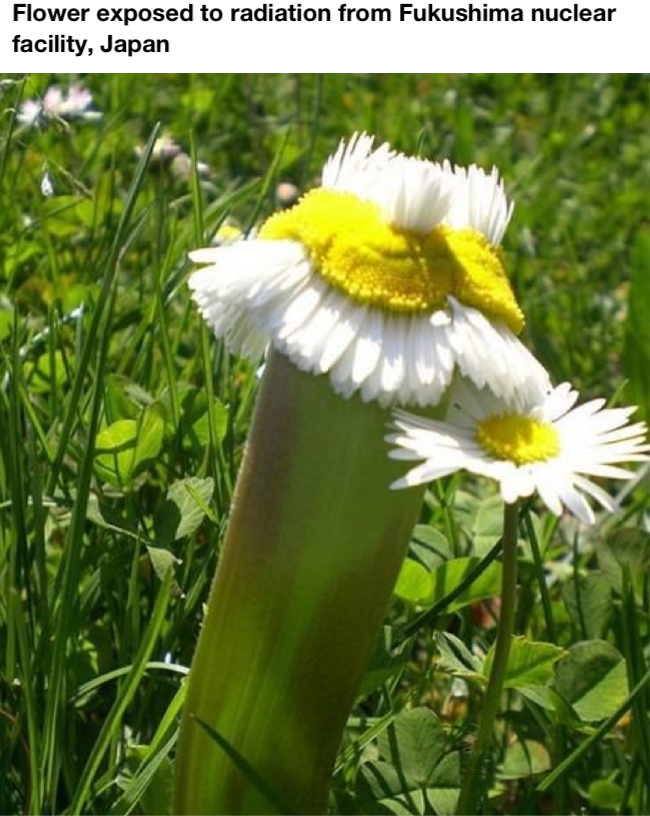 Flower exposed to radiation from Fukushima nuclear
facility, Japan